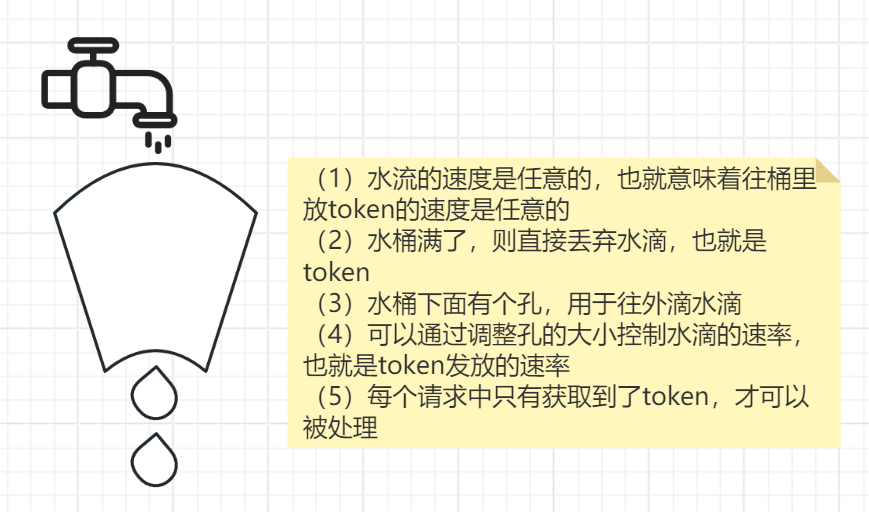 （1）水流的速度是任意的，也就意味着往桶里
放token的速度是任意的
（2）水桶满了，则直接丢弃水滴，也就是
token
（3）水桶下面有个孔，用于往外滴水滴
（4）可以通过调整孔的大小控制水滴的速率，
也就是token发放的速率
（5）每个请求中只有获取到了token，才可以
被处理